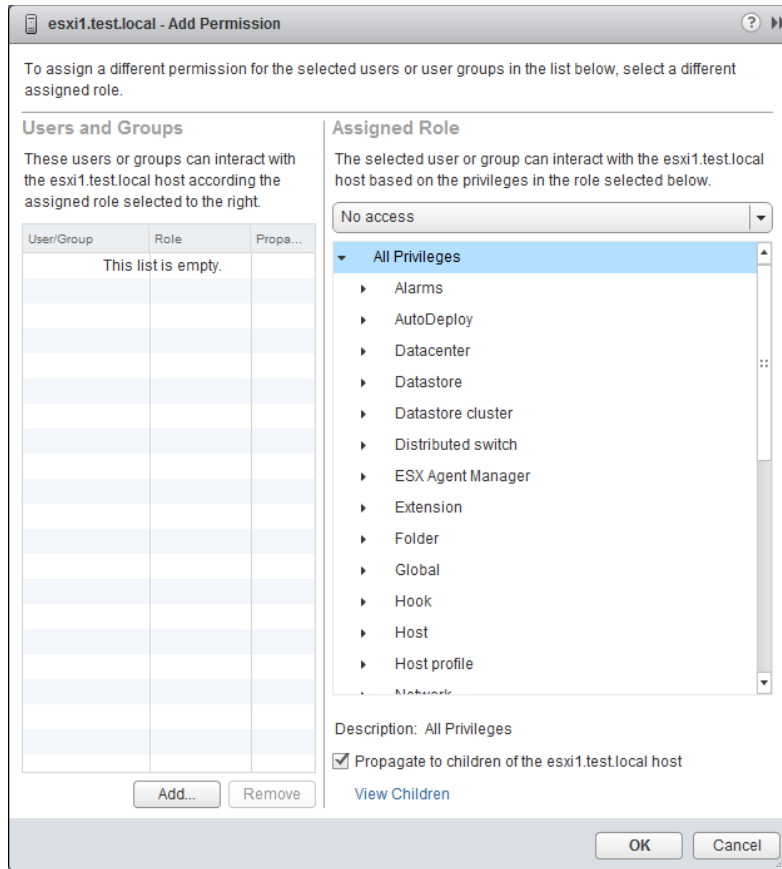 esxi1.test.local - Add Permission
To assign a different permission for the selected users or user groups in the list below, select a different
assigned role.
Users and Groups
These users or groups can interact with
the esxi1.test.local host according the
assigned role selected to the right.
User/Group Role Propa...
This list is empty.
Add... Remove
Assigned Role
The selected user or group can interact with the esxi1.test.local
host based on the privileges in the role selected below.
No access
All Privileges
Alarms
AutoDeploy
Datacenter
Datastore
Datastore cluster
Distributed switch
ESX Agent Manager
Extension
Folder
Global
Hook
Host
Host profile
Network
Description: All Privileges
Propagate to children of the esxi1.test.local host
View Children
OK Cancel